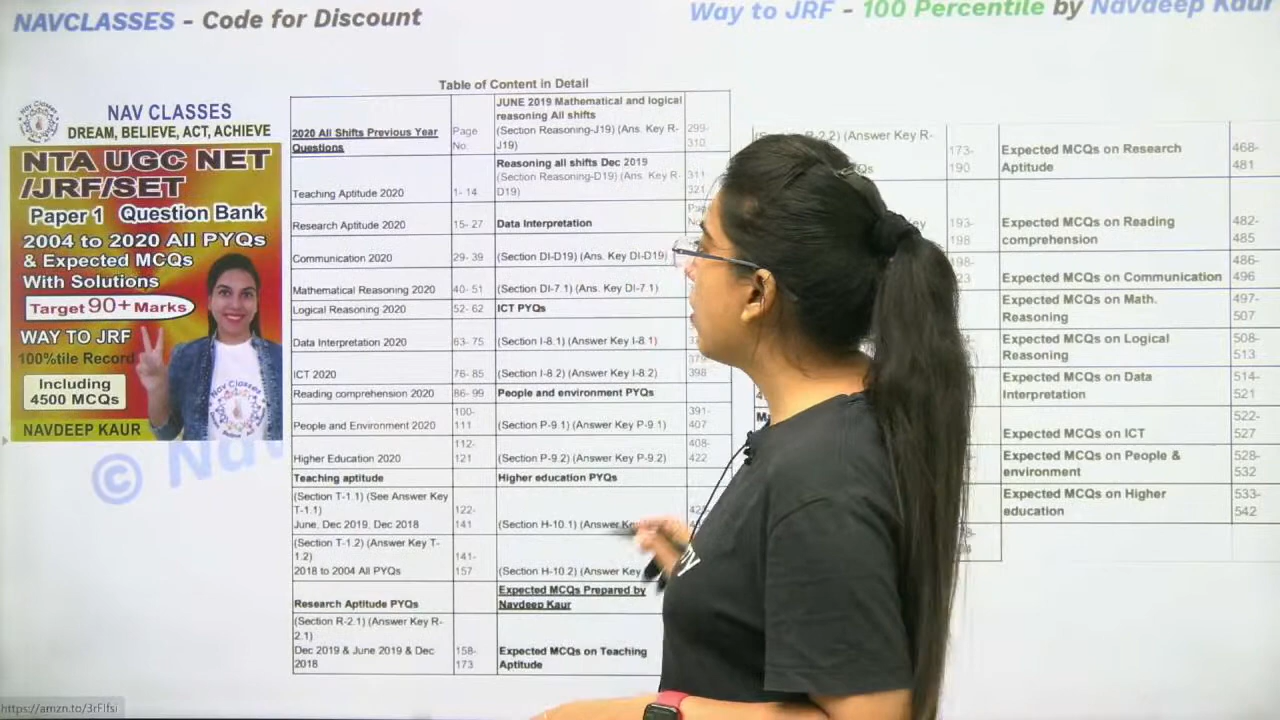 NAVCLASSES - Code for Discount
Way to JRF - 100 Percentile by Navdeep Kaur
NAV CLASSES
DREAM, BELIEVE, ACT, ACHIEVE
NTA UGC NET
/JRF/SET
Paper 1 Question Bank
2004 to 2020 All PYQs
& Expected MCQs
With Solutions
Target 90+ Marks
WAY TO JRF
100%tile Record
Including
4500 MCQs
NAVDEEP KAUR
Nav Classes
© Na
Table of Content in Detail
2020 All Shifts Previous Year
Questions
Page
No.
Teaching Aptitude 2020
1- 14
Research Aptitude 2020
15- 27
Communication 2020
29- 39
Mathematical Reasoning 2020
40- 51
Logical Reasoning 2020
52- 62
Data Interpretation 2020
63- 75
ICT 2020
76- 85
Reading comprehension 2020
86- 99
People and Environment 2020
100-
111
Higher Education 2020
112-
121
Teaching aptitude
(Section T-1.1) (See Answer Key
T-1.1)
June, Dec 2019, Dec 2018
122-
141
(Section T-1.2) (Answer Key T-
1.2)
2018 to 2004 All PYQs
141-
157
Research Aptitude PYQs
(Section R-2.1) (Answer Key R-
2.1)
Dec 2019 & June 2019 & Dec
2018
158-
173
JUNE 2019 Mathematical and logical
reasoning All shifts
(Section Reasoning-J19) (Ans. Key R-
J19)
299-
310
Reasoning all shifts Dec 2019
(Section Reasoning-D19) (Ans. Key R-
D19)
311
321
Data Interpretation
(Section DI-D19) (Ans. Key DI-D19)
(Section DI-7.1) (Ans. Key DI-7.1)
ICT PYQs
(Section I-8.1) (Answer Key I-8.1)
(Section I-8.2) (Answer Key I-8.2)
379-
398
People and environment PYQs
(Section P-9.1) (Answer Key P-9.1)
391-
407
(Section P-9.2) (Answer Key P-9.2)
408-
422
Higher education PYQs
(Section H-10.1) (Answer Key
(Section H-10.2) (Answer Key
Expected MCQs Prepared by
Navdeep Kaur
Expected MCQs on Teaching
Aptitude
(Answer Key R-
173-
190
193-
198
Expected MCQs on Research
Aptitude
468-
481
Expected MCQs on Reading
comprehension
482-
485
Expected MCQs on Communication
486-
496
Expected MCQs on Math.
Reasoning
497-
507
Expected MCQs on Logical
Reasoning
508-
513
Expected MCQs on Data
Interpretation
514-
521
Expected MCQs on ICT
522-
527
Expected MCQs on People &
environment
528-
532
Expected MCQs on Higher
education
533-
542
https://amzn.to/3rFIfsi